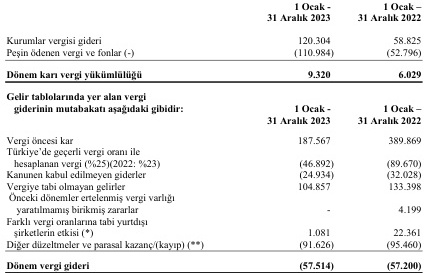 1 Ocak - 1 Ocak –
31 Aralık 2023 31 Aralık 2022
Kurumlar vergisi gideri 120.304 58.825
Peşin ödenen vergi ve fonlar (-) (110.984) (52.796)
Dönem karı vergi yükümlülüğü 9.320 6.029
Gelir tablolarında yer alan vergi
giderinin mutabakatı aşağıdaki gibidir: 1 Ocak - 1 Ocak –
31 Aralık 2023 31 Aralık 2022
Vergi öncesi kar 187.567 389.869
Türkiye’de geçerli vergi oranı ile
hesaplanan vergi (%25)(2022: %23) (46.892) (89.670)
Kanunen kabul edilmeyen giderler (24.934) (32.028)
Vergiye tabi olmayan gelirler 104.857 133.398
Önceki dönemler ertelenmiş vergi varlığı
yaratılmamış birikmiş zararlar - 4.199
Farklı vergi oranlarına tabi yurtdışı
şirketlerin etkisi (*) 1.081 22.361
Diğer düzeltmeler ve parasal kazanç/(kayıp) (**) (91.626) (95.460)
Dönem vergi gideri (57.514) (57.200)